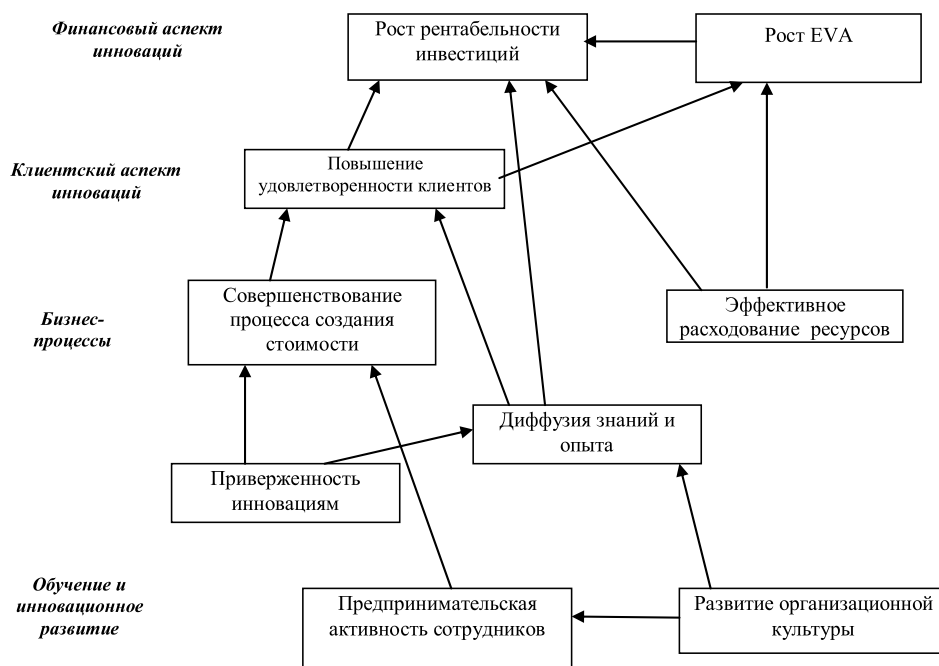 Финансовый аспект
инноваций
Рост рентабельности
инвестиций
Рост EVA
Клиентский аспект
инноваций
Повышение
удовлетворенности клиентов
Бизнес-
процессы
Совершенствование
процесса создания
стоимости
Эффективное
расходование ресурсов
Диффузия знаний и
опыта
Приверженность
инновациям
Обучение и
инновационное
развитие
Предпринимательская
активность сотрудников
Развитие организационной
культуры